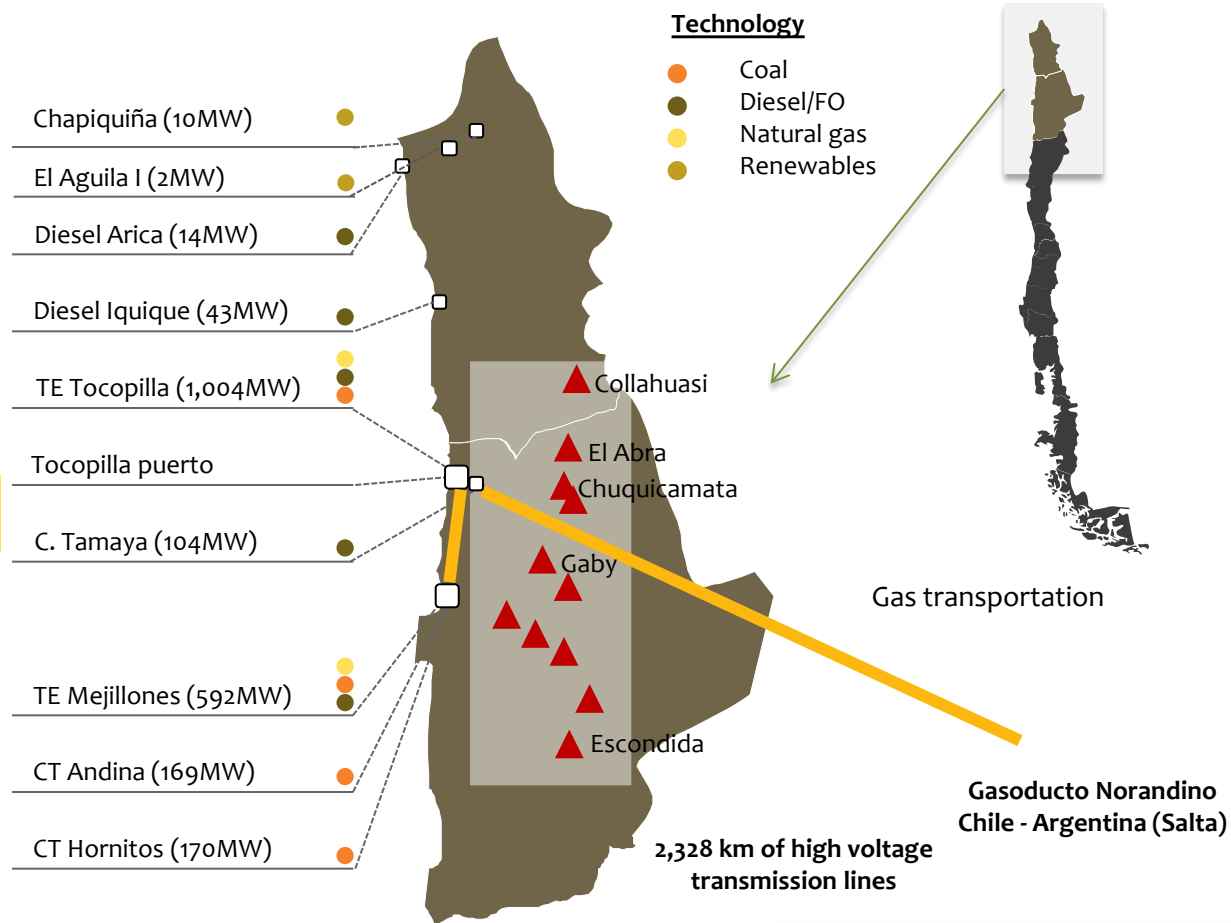 Technology
Coal
Diesel/FO
Natural gas
Renewables
Chapiquiña (10MW)
El Aguila I (2MW)
Diesel Arica (14MW)
Diesel Iquique (43MW)
TE Tocopilla (1,004MW)
Tocopilla puerto
C. Tamaya (104MW)
TE Mejillones (592MW)
CT Andina (169MW)
CT Hornitos (170MW)
Collahuasi
El Abra
Chuquicamata
Gaby
Escondida
Gas transportation
Gasoducto Norandino
Chile - Argentina (Salta)
2,328 km of high voltage
transmission lines